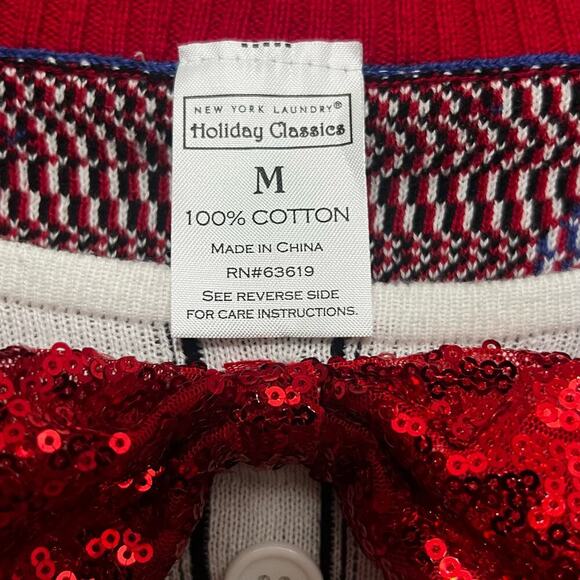 NEW YORK LAUNDRY®
Holiday Classics
M
100% COTTON
MADE IN CHINA
RN#63619
SEE REVERSE SIDE
FOR CARE INSTRUCTIONS.